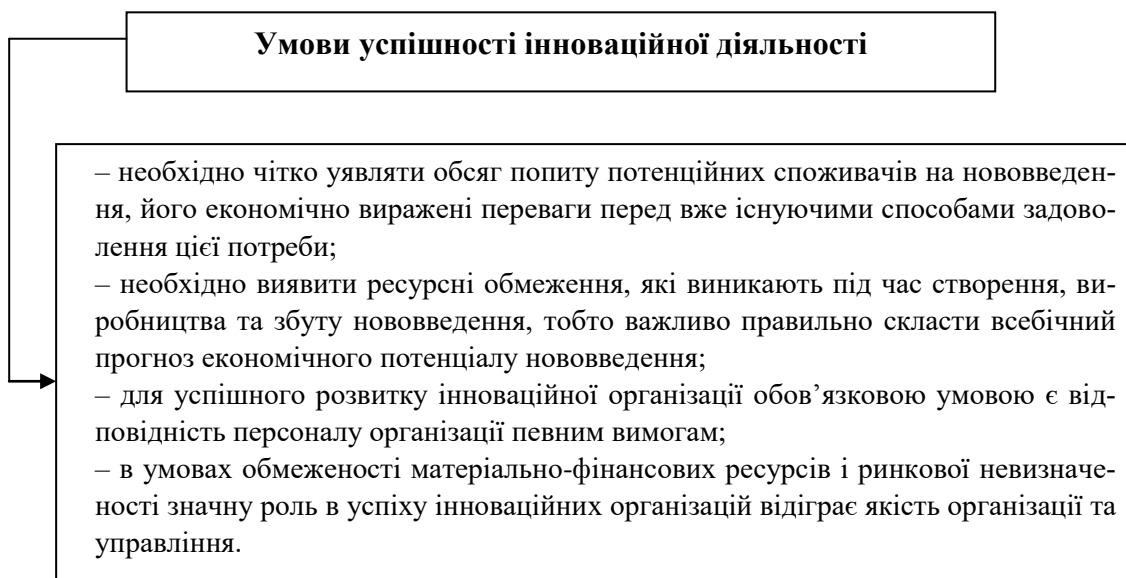 Умови успішності інноваційної діяльності
– необхідно чітко уявляти обсяг попиту потенційних споживачів на нововведен-
ня, його економічно виражені переваги перед вже існуючими способами задово-
лення цієї потреби;
– необхідно виявити ресурсні обмеження, які виникають під час створення, ви-
робництва та збуту нововведення, тобто важливо правильно скласти всебічний
прогноз економічного потенціалу нововведення;
– для успішного розвитку інноваційної організації обов’язковою умовою є від-
повідність персоналу організації певним вимогам;
– в умовах обмеженості матеріально-фінансових ресурсів і ринкової невизначе-
ності значну роль в успіху інноваційних організацій відіграє якість організації та
управління.